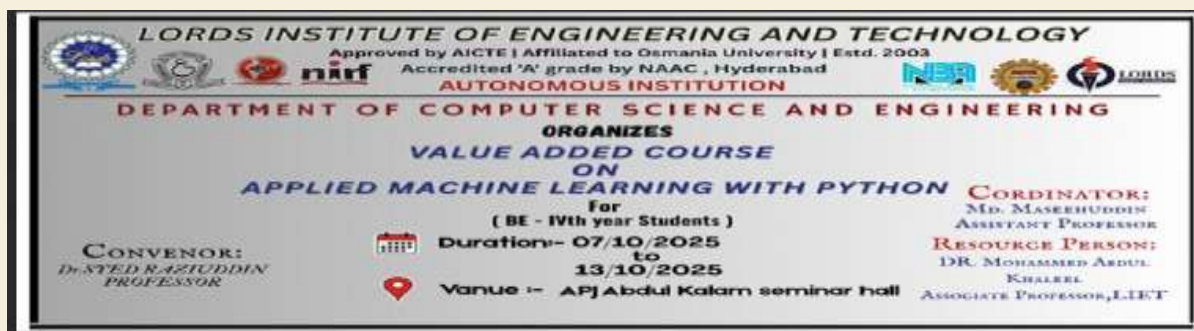 LORDS INSTITUTE OF ENGINEERING AND TECHNOLOGY
Approved by AICTE | Affiliated to Osmania University | Estd. 2003
Accredited 'A' grade by NAAC , Hyderabad
AUTONOMOUS INSTITUTION
nirf
NBA
LORDS
DEPARTMENT OF COMPUTER SCIENCE AND ENGINEERING
ORGANIZES
VALUE ADDED COURSE
ON
APPLIED MACHINE LEARNING WITH PYTHON
For
( BE - IVth year Students )
Duration:- 07/10/2025
to
13/10/2025
Vanue :- APJ Abdul Kalam seminar hall
CONVENOR:
Dr SYED RAZIUDDIN
PROFESSOR
CORDINATOR:
MD. MASEEHUDDIN
ASSISTANT PROFESSOR
RESOURCE PERSON:
DR. MOHAMMED ABDUL
KHALEEL
ASSOCIATE PROFESSOR,LIET